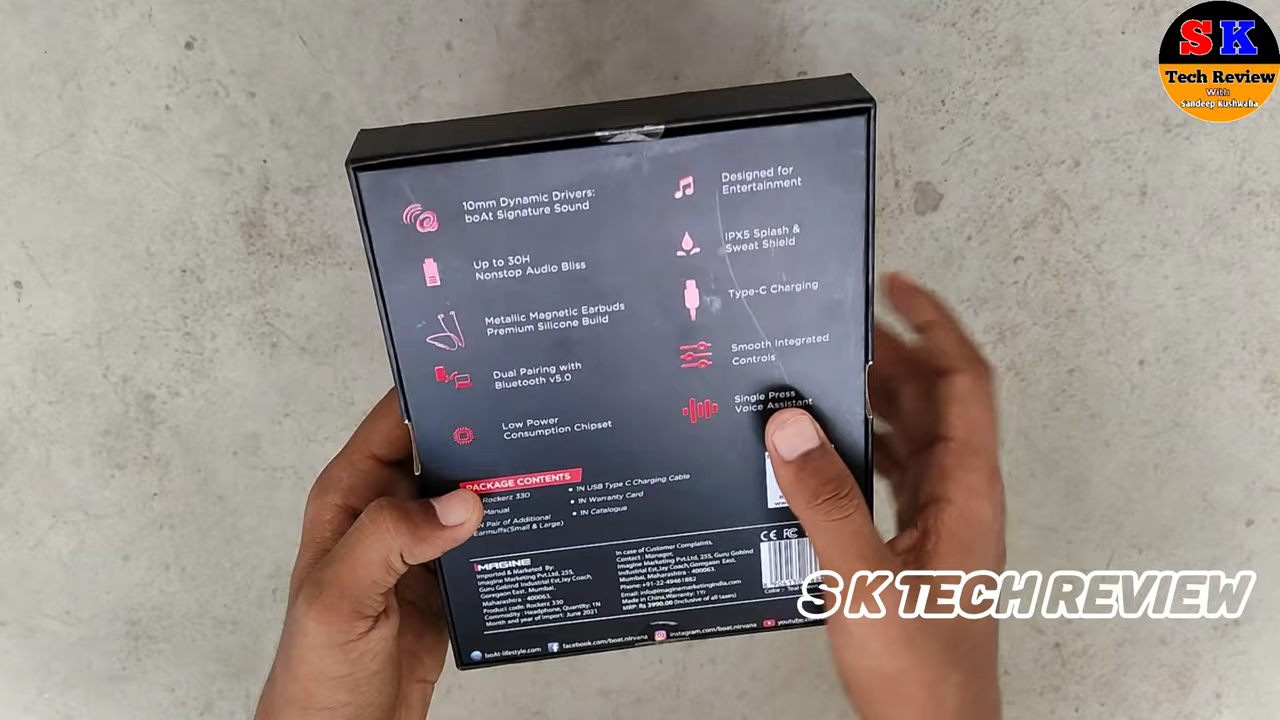 S K
Tech Review
With
Sandeep Kushwaha
10mm Dynamic Drivers:
boAt Signature Sound
Up to 30H
Nonstop Audio Bliss
Metallic Magnetic Earbuds
Premium Silicone Build
Dual Pairing with
Bluetooth v5.0
Low Power
Consumption Chipset
Designed for
Entertainment
IPX5 Splash &
Sweat Shield
Type-C Charging
Smooth Integrated
Controls
Single Press
Voice Assistant
PACKAGE CONTENTS
Rockerz 330
Manual
Pair of Additional
Earmuffs(Small & Large)
• 1N USB Type C Charging Cable
• 1N Warranty Card
• 1N Catalogue
IMAGINE
Imported & Marketed By:
Imagine Marketing Pvt.Ltd, 255,
Guru Gobind Industrial Est,Jay Coach,
Goregaon East, Mumbai,
Maharashtra - 400063.
Product code: Rockerz 330
Commodity: Headphone, Quantity: 1N
Month and year of Import: June 2021
In case of Customer Complaints,
Contact : Manager,
Imagine Marketing Pvt.Ltd, 255, Guru Gobind
Industrial Est,Jay Coach,Goregaon East,
Mumbai, Maharashtra - 400063.
Phone:+91-22-49461882
Email: info@imaginemarketingindia.com
Made in China,Warranty: 1Yr
MRP: Rs 3990.00 (Inclusive of all taxes)
CE FC
Color :
boAt-lifestyle.com
facebook.com/boat.nirvana
instagram.com/boat.nirvana
S K TECH REVIEW